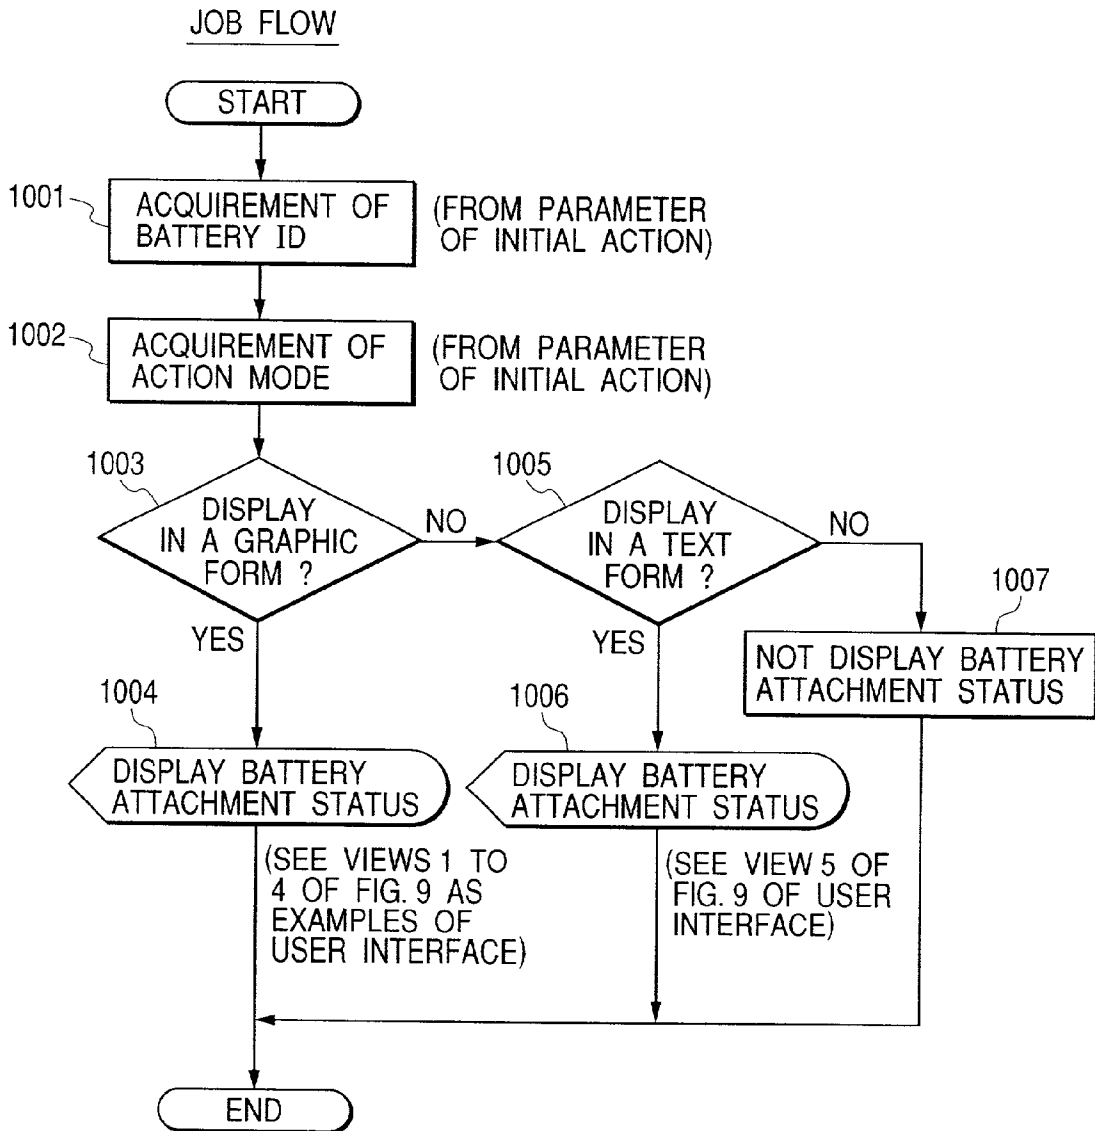 JOB FLOW
START
1001
ACQUIREMENT OF
BATTERY ID
(FROM PARAMETER
OF INITIAL ACTION)
1002
ACQUIREMENT OF
ACTION MODE
(FROM PARAMETER
OF INITIAL ACTION)
1003
DISPLAY
IN A GRAPHIC
FORM ?
NO
YES
1005
DISPLAY
IN A TEXT
FORM ?
NO
YES
1007
NOT DISPLAY BATTERY
ATTACHMENT STATUS
1004
DISPLAY BATTERY
ATTACHMENT STATUS
(SEE VIEWS 1 TO
4 OF FIG. 9 AS
EXAMPLES OF
USER INTERFACE)
1006
DISPLAY BATTERY
ATTACHMENT STATUS
(SEE VIEW 5 OF
FIG. 9 OF USER
INTERFACE)
END